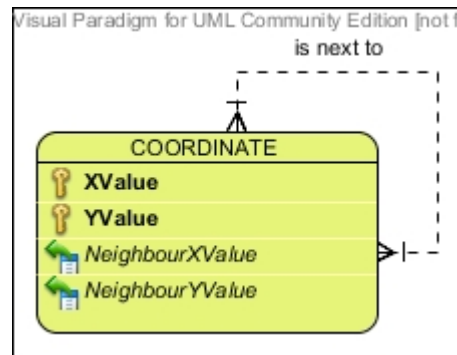 Visual Paradigm for UML Community Edition [not f
is next to
COORDINATE
XValue
YValue
NeighbourXValue
NeighbourYValue